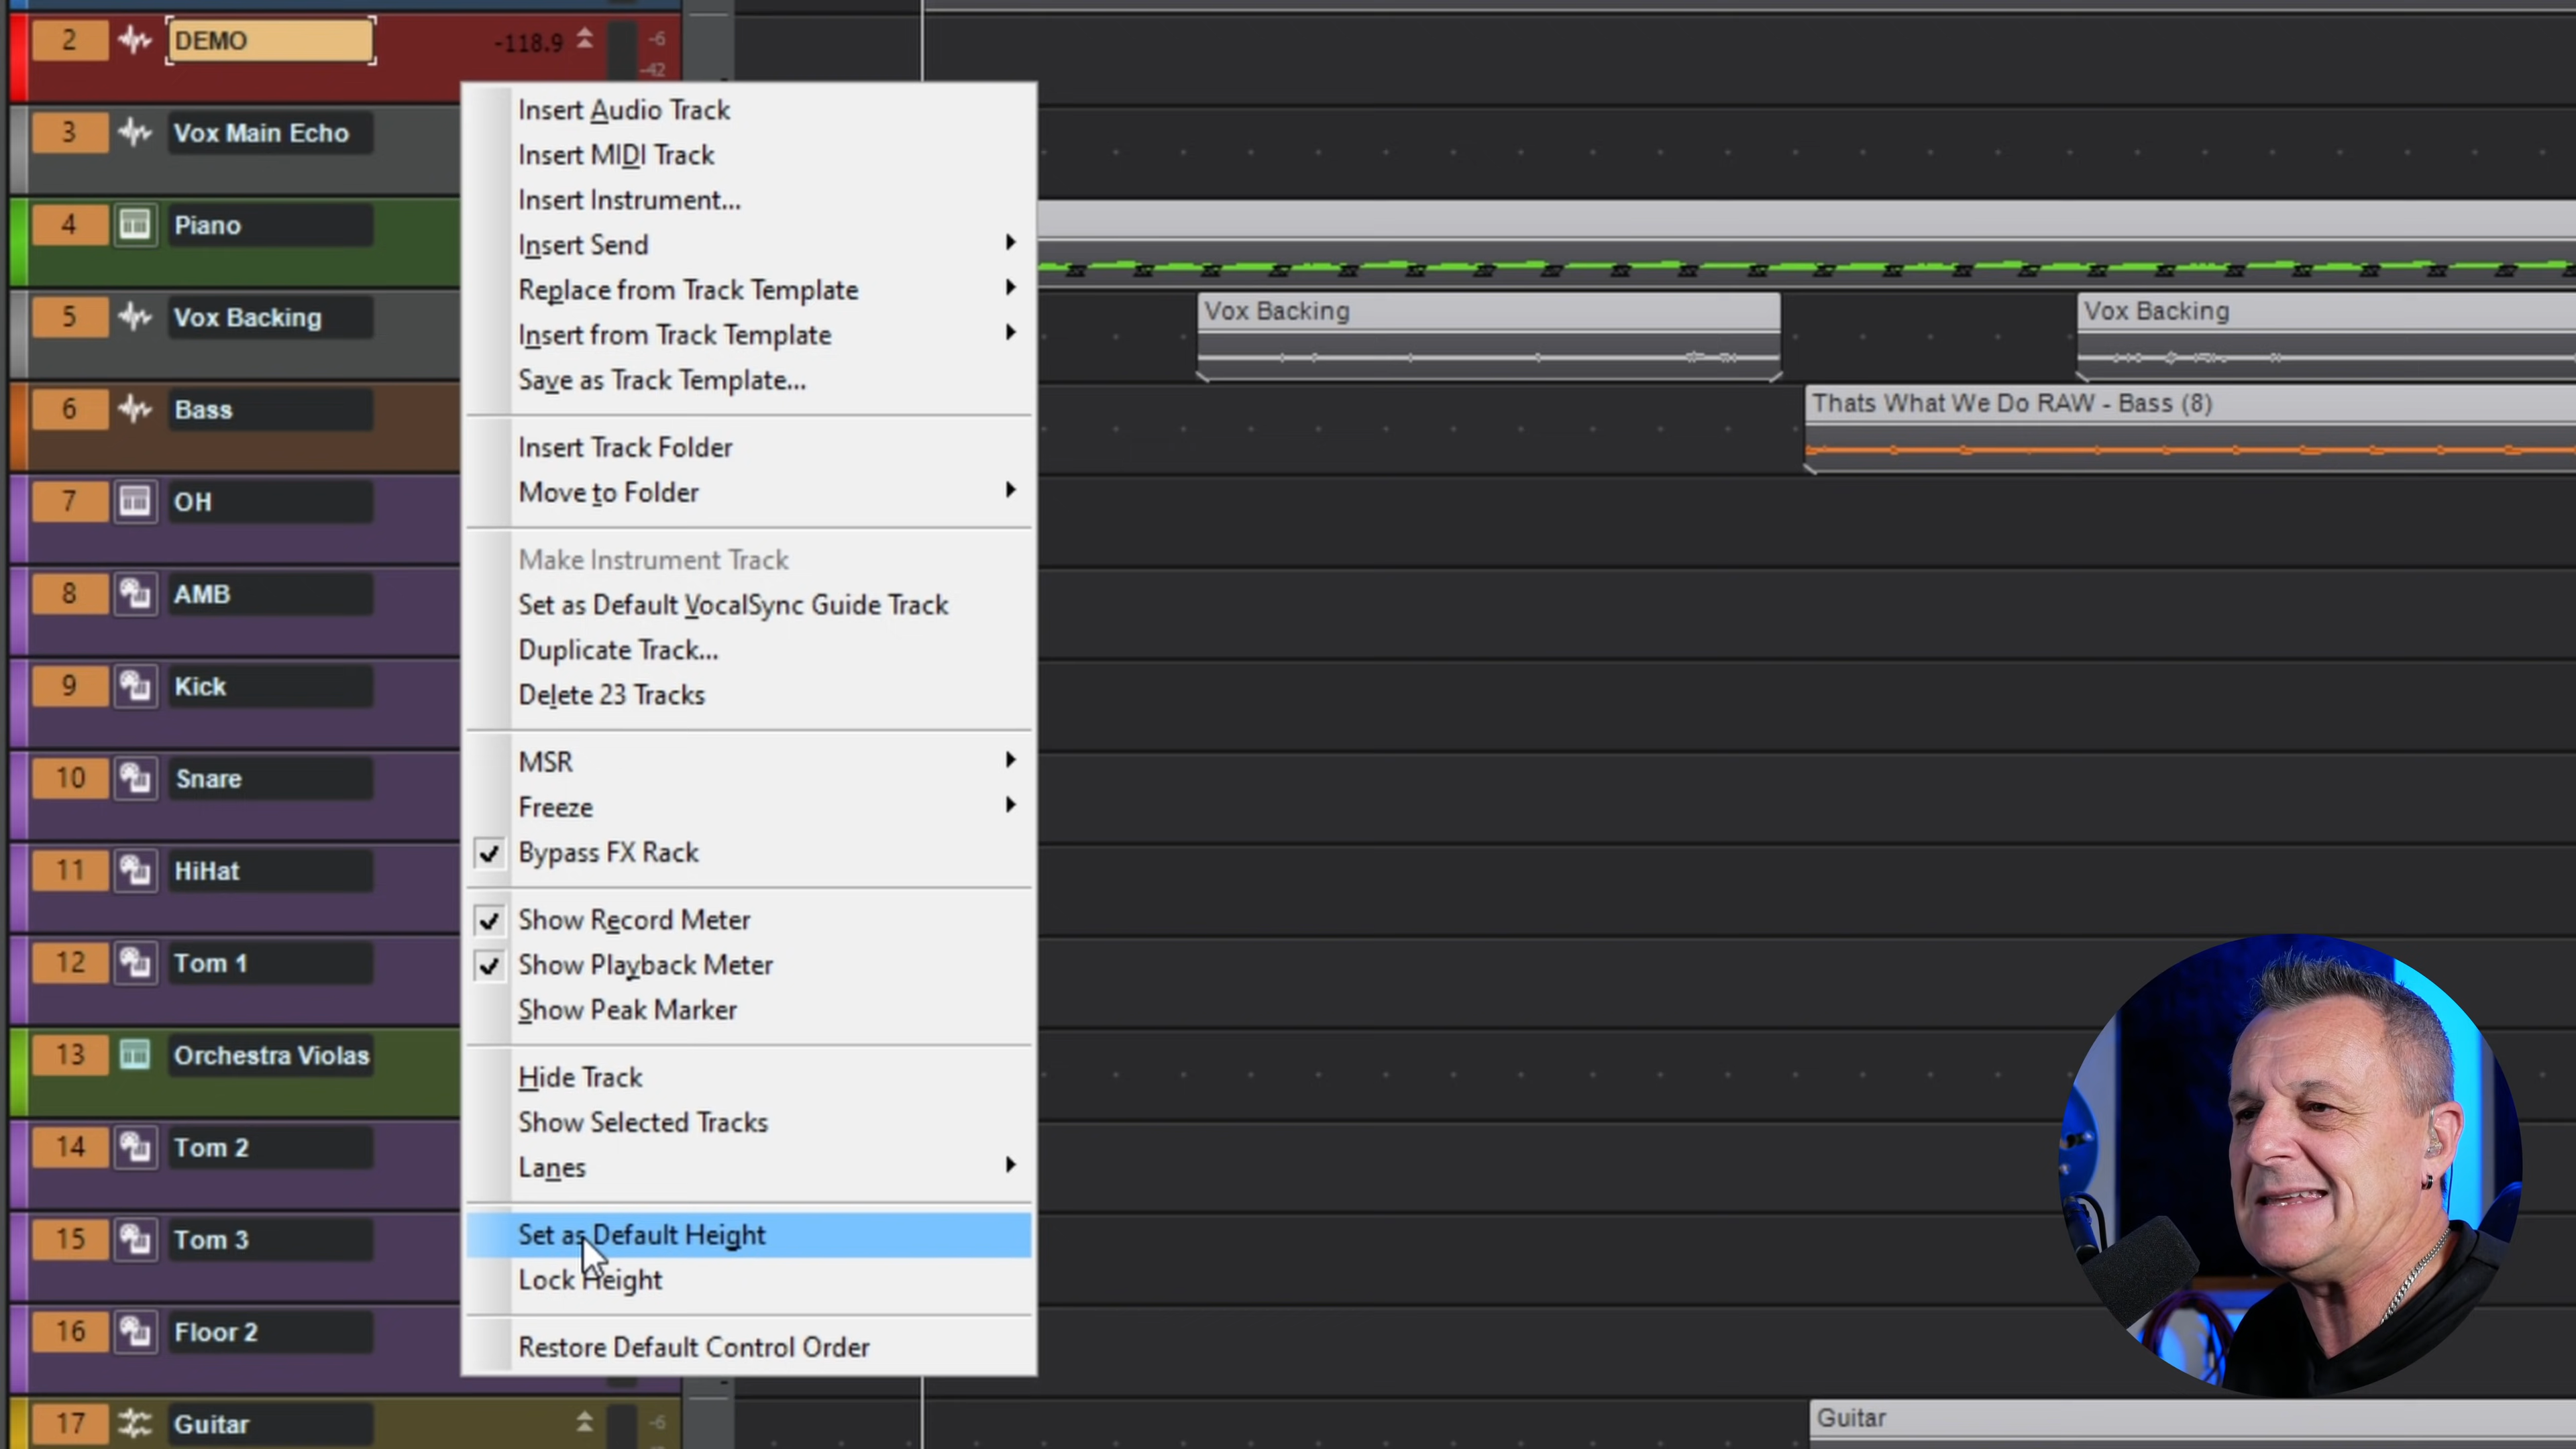 2 DEMO -118.9 -6
-42
3 Vox Main Echo
4 Piano
5 Vox Backing
6 Bass
7 OH
8 AMB
9 Kick
10 Snare
11 HiHat
12 Tom 1
13 Orchestra Violas
14 Tom 2
15 Tom 3
16 Floor 2
17 Guitar -6
Insert Audio Track
Insert MIDI Track
Insert Instrument...
Insert Send
Replace from Track Template
Insert from Track Template
Save as Track Template...
Insert Track Folder
Move to Folder
Make Instrument Track
Set as Default VocalSync Guide Track
Duplicate Track...
Delete 23 Tracks
MSR
Freeze
Bypass FX Rack
Show Record Meter
Show Playback Meter
Show Peak Marker
Hide Track
Show Selected Tracks
Lanes
Set as Default Height
Lock Height
Restore Default Control Order
Vox Backing
Vox Backing
Thats What We Do RAW - Bass (8)
Guitar